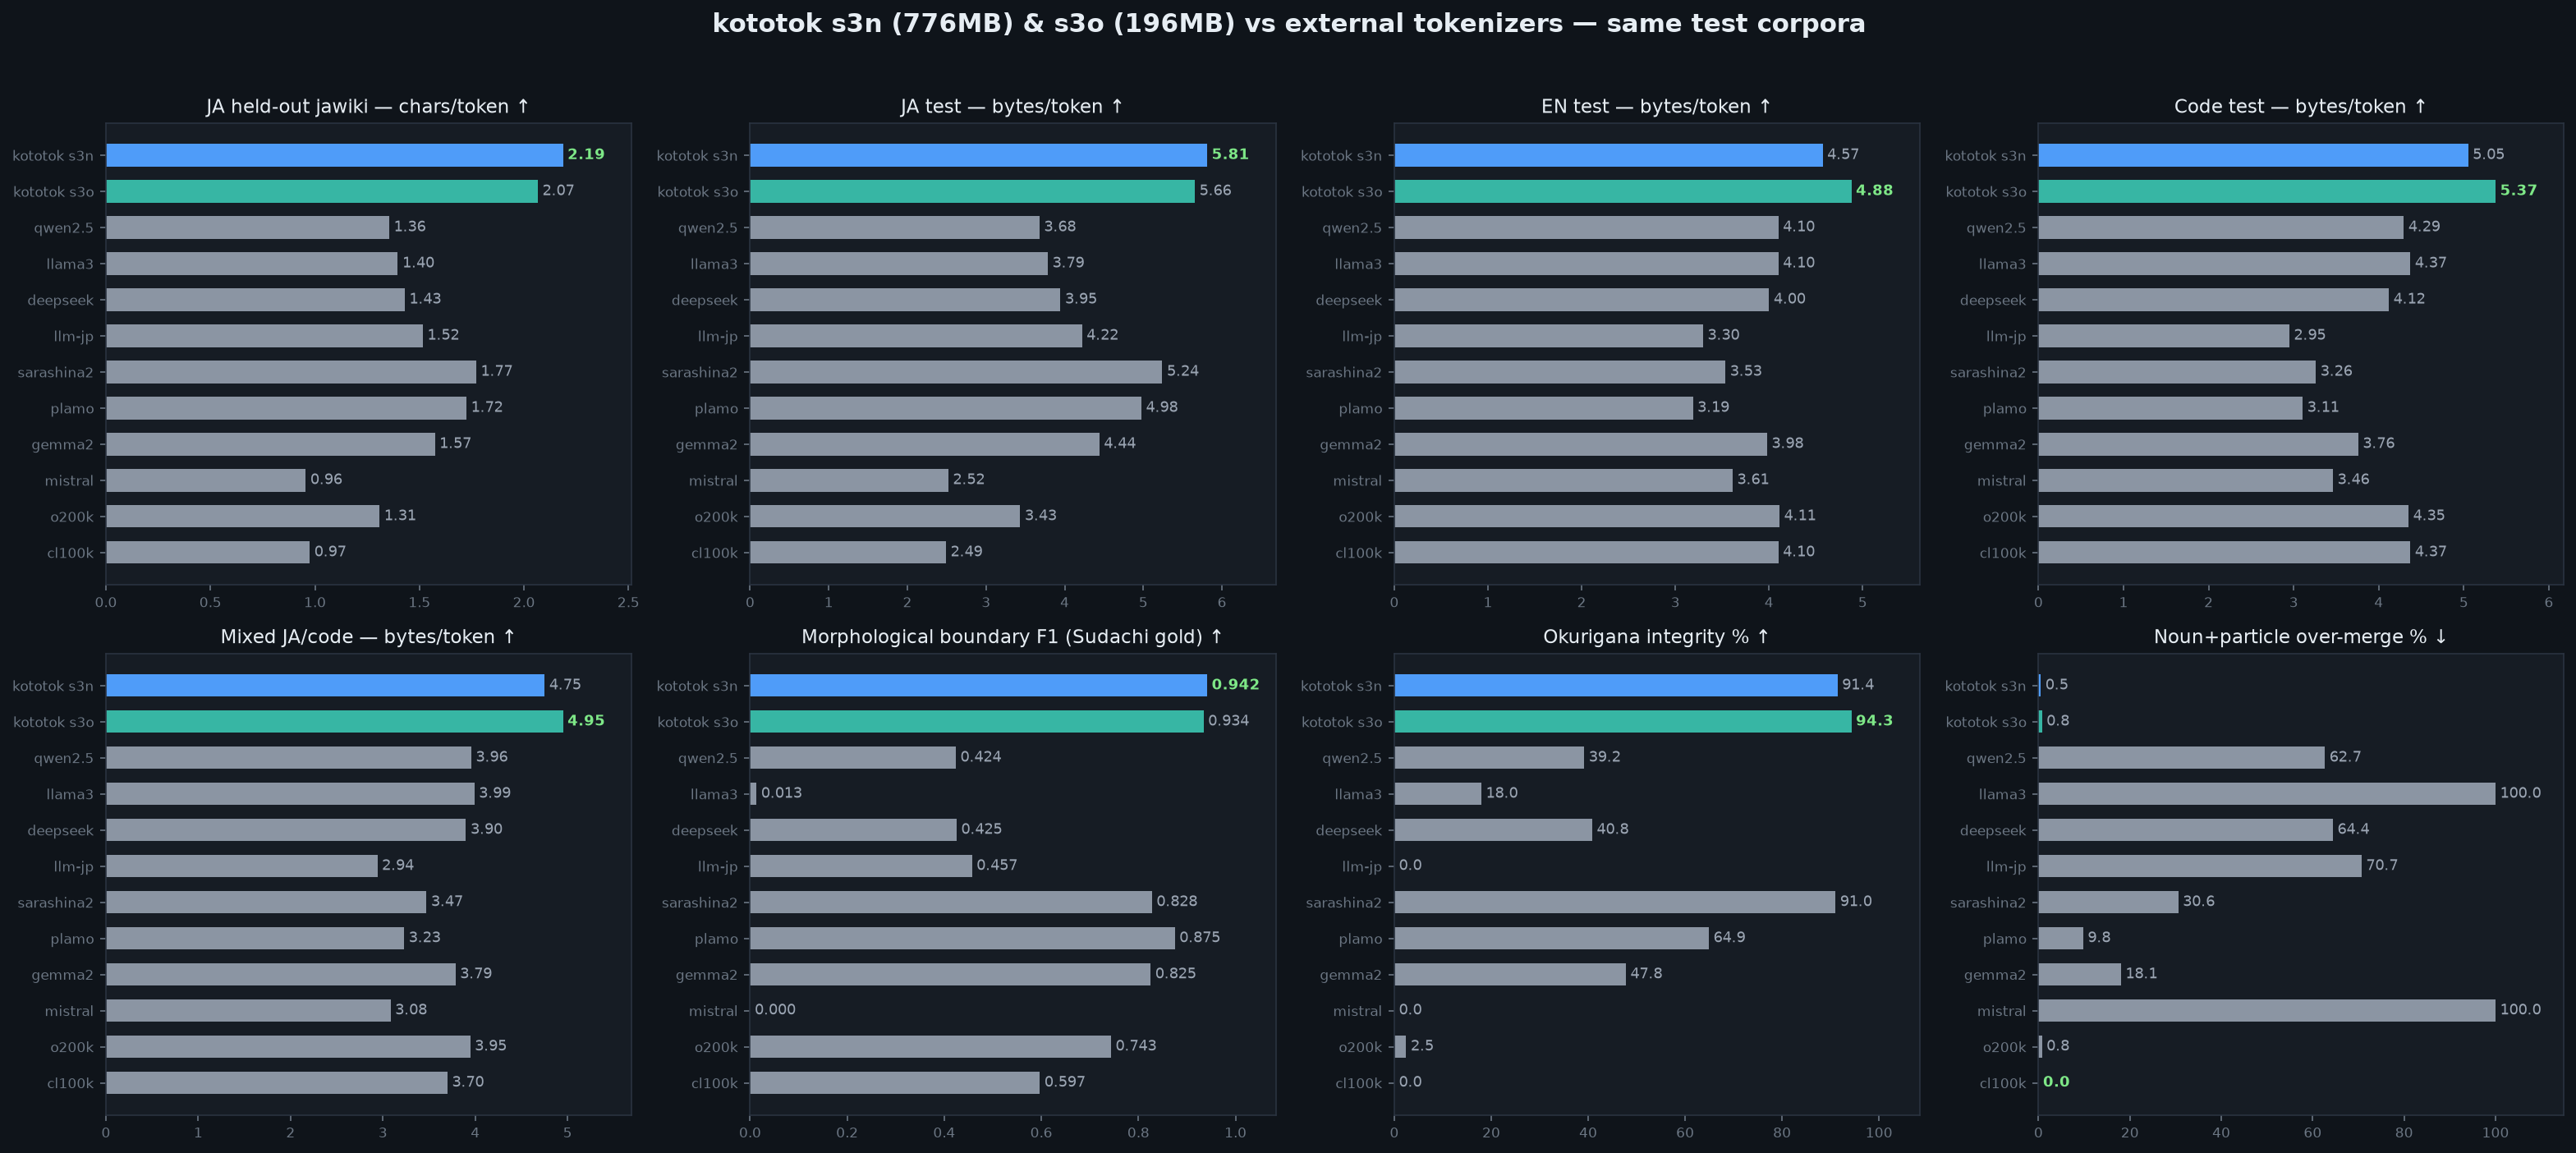 kototok s3n (776MB) & s3o (196MB) vs external tokenizers — same test corpora
JA held-out jawiki — chars/token ↑
kototok s3n 2.19
kototok s3o 2.07
qwen2.5 1.36
llama3 1.40
deepseek 1.43
llm-jp 1.52
sarashina2 1.77
plamo 1.72
gemma2 1.57
mistral 0.96
o200k 1.31
cl100k 0.97
0.0 0.5 1.0 1.5 2.0 2.5
JA test — bytes/token ↑
kototok s3n 5.81
kototok s3o 5.66
qwen2.5 3.68
llama3 3.79
deepseek 3.95
llm-jp 4.22
sarashina2 5.24
plamo 4.98
gemma2 4.44
mistral 2.52
o200k 3.43
cl100k 2.49
0 1 2 3 4 5 6
EN test — bytes/token ↑
kototok s3n 4.57
kototok s3o 4.88
qwen2.5 4.10
llama3 4.10
deepseek 4.00
llm-jp 3.30
sarashina2 3.53
plamo 3.19
gemma2 3.98
mistral 3.61
o200k 4.11
cl100k 4.10
0 1 2 3 4 5
Code test — bytes/token ↑
kototok s3n 5.05
kototok s3o 5.37
qwen2.5 4.29
llama3 4.37
deepseek 4.12
llm-jp 2.95
sarashina2 3.26
plamo 3.11
gemma2 3.76
mistral 3.46
o200k 4.35
cl100k 4.37
0 1 2 3 4 5 6
Mixed JA/code — bytes/token ↑
kototok s3n 4.75
kototok s3o 4.95
qwen2.5 3.96
llama3 3.99
deepseek 3.90
llm-jp 2.94
sarashina2 3.47
plamo 3.23
gemma2 3.79
mistral 3.08
o200k 3.95
cl100k 3.70
0 1 2 3 4 5
Morphological boundary F1 (Sudachi gold) ↑
kototok s3n 0.942
kototok s3o 0.934
qwen2.5 0.424
llama3 0.013
deepseek 0.425
llm-jp 0.457
sarashina2 0.828
plamo 0.875
gemma2 0.825
mistral 0.000
o200k 0.743
cl100k 0.597
0.0 0.2 0.4 0.6 0.8 1.0
Okurigana integrity % ↑
kototok s3n 91.4
kototok s3o 94.3
qwen2.5 39.2
llama3 18.0
deepseek 40.8
llm-jp 0.0
sarashina2 91.0
plamo 64.9
gemma2 47.8
mistral 0.0
o200k 2.5
cl100k 0.0
0 20 40 60 80 100
Noun+particle over-merge % ↓
kototok s3n 0.5
kototok s3o 0.8
qwen2.5 62.7
llama3 100.0
deepseek 64.4
llm-jp 70.7
sarashina2 30.6
plamo 9.8
gemma2 18.1
mistral 100.0
o200k 0.8
cl100k 0.0
0 20 40 60 80 100